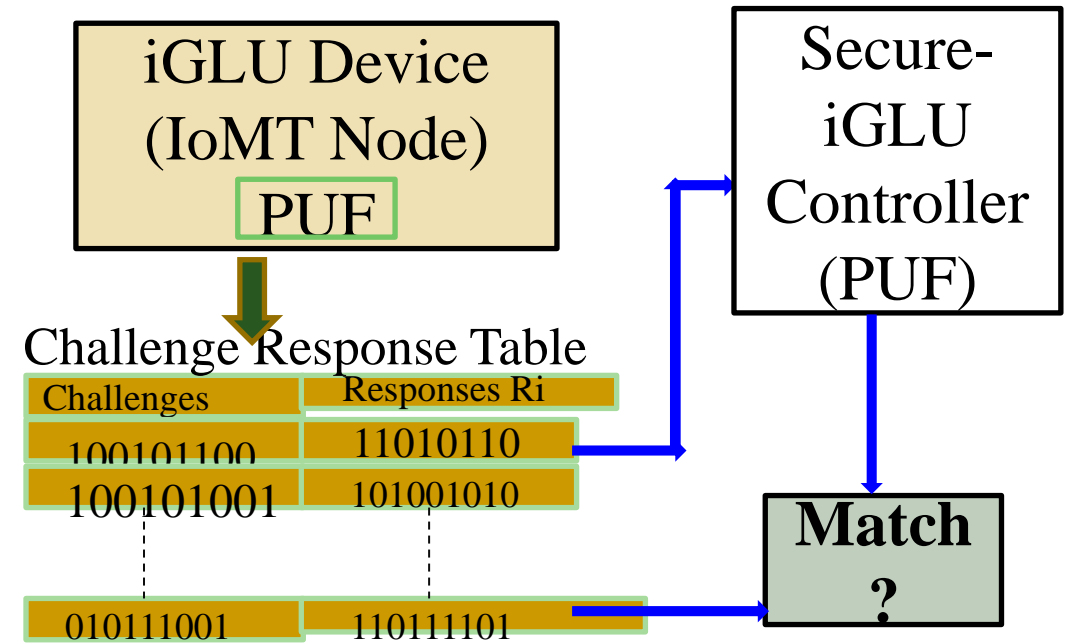 iGLU Device
(IoMT Node)
PUF
Secure-
iGLU
Controller
(PUF)
Challenge Response Table
Challenges Responses Ri
100101100 11010110
100101001 101001010
010111001 110111101
Match
?